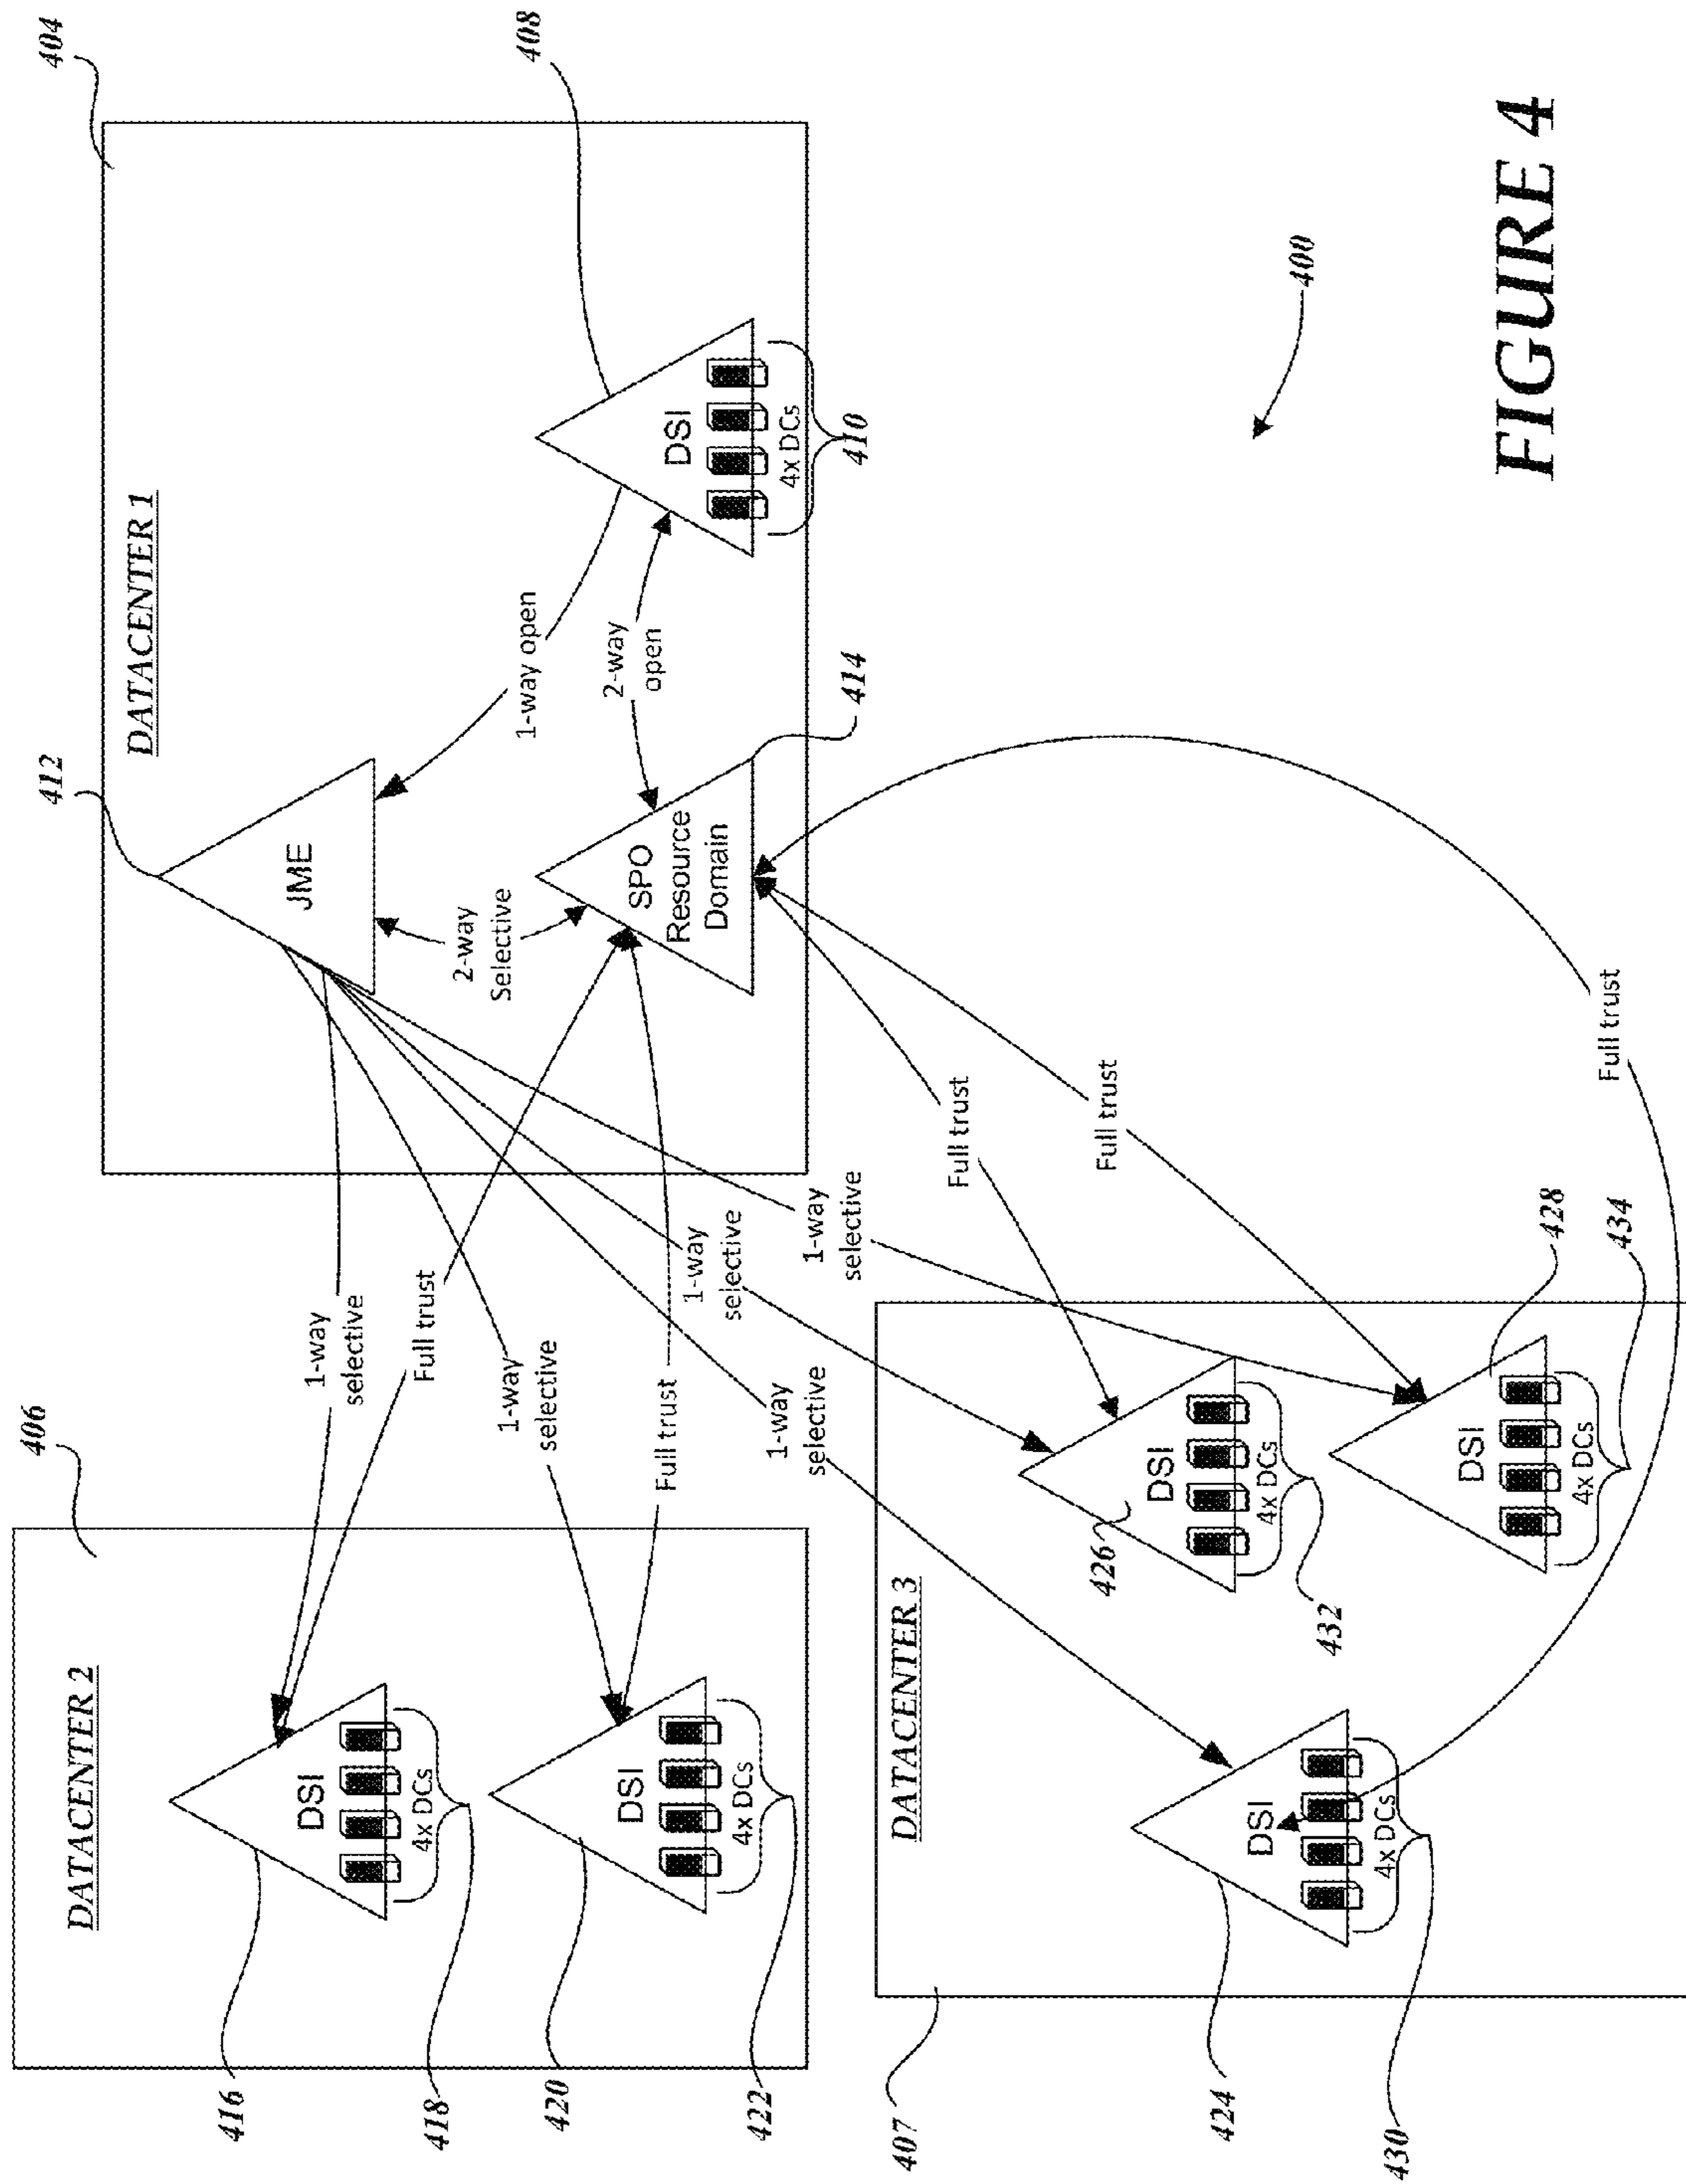 404
408
412
DATACENTER 1
JME
1-way open
2-way
open
2-way
Selective
SPO
Resource
Domain
DSI
4x DCs
410
414
406
DATACENTER 2
DSI
4x DCs
DSI
4x DCs
416
418
420
422
1-way
selective
Full trust
1-way
selective
Full trust
1-way
selective
1-way
selective
1-way
selective
Full trust
Full trust
Full trust
DATACENTER 3
DSI
4x DCs
426
432
DSI
4x DCs
428
434
DSI
4x DCs
407
424
430
400
FIGURE 4